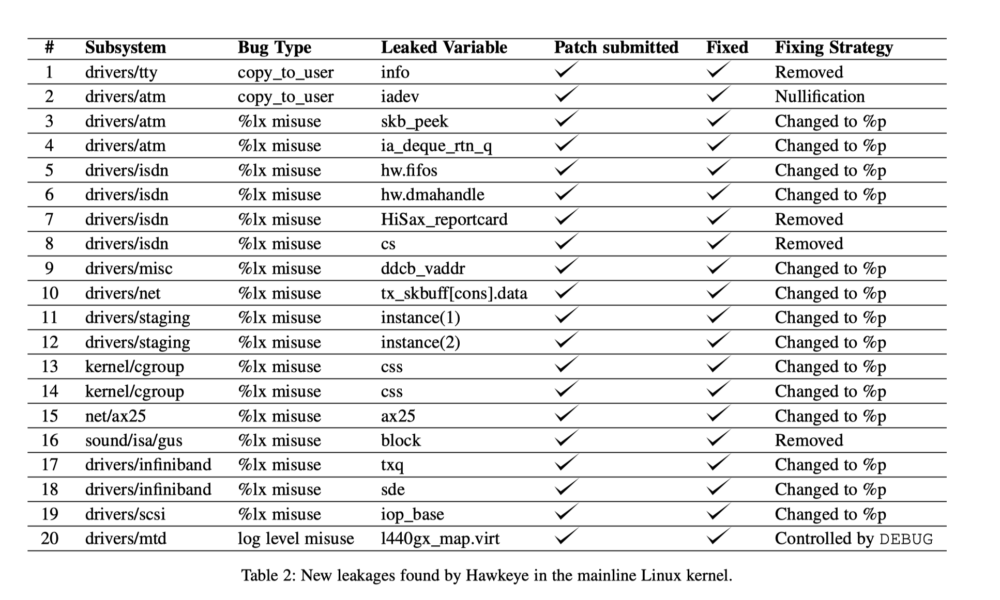 # Subsystem Bug Type Leaked Variable Patch submitted Fixed Fixing Strategy
1 drivers/tty copy_to_user info ✓ ✓ Removed
2 drivers/atm copy_to_user iadev ✓ ✓ Nullification
3 drivers/atm %lx misuse skb_peek ✓ ✓ Changed to %p
4 drivers/atm %lx misuse ia_deque_rtn_q ✓ ✓ Changed to %p
5 drivers/isdn %lx misuse hw.fifos ✓ ✓ Changed to %p
6 drivers/isdn %lx misuse hw.dmahandle ✓ ✓ Changed to %p
7 drivers/isdn %lx misuse HiSax_reportcard ✓ ✓ Removed
8 drivers/isdn %lx misuse cs ✓ ✓ Removed
9 drivers/misc %lx misuse ddcb_vaddr ✓ ✓ Changed to %p
10 drivers/net %lx misuse tx_skbuff[cons].data ✓ ✓ Changed to %p
11 drivers/staging %lx misuse instance(1) ✓ ✓ Changed to %p
12 drivers/staging %lx misuse instance(2) ✓ ✓ Changed to %p
13 kernel/cgroup %lx misuse css ✓ ✓ Changed to %p
14 kernel/cgroup %lx misuse css ✓ ✓ Changed to %p
15 net/ax25 %lx misuse ax25 ✓ ✓ Changed to %p
16 sound/isa/gus %lx misuse block ✓ ✓ Removed
17 drivers/infiniband %lx misuse txq ✓ ✓ Changed to %p
18 drivers/infiniband %lx misuse sde ✓ ✓ Changed to %p
19 drivers/scsi %lx misuse iop_base ✓ ✓ Changed to %p
20 drivers/mtd log level misuse l440gx_map.virt ✓ ✓ Controlled by DEBUG
Table 2: New leakages found by Hawkeye in the mainline Linux kernel.